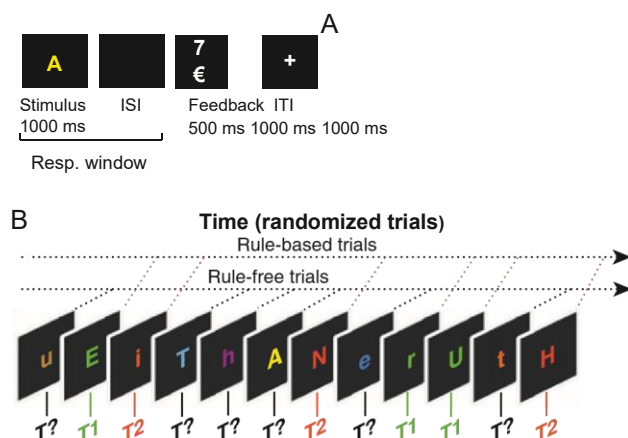 A
A
7
€
+
Stimulus ISI Feedback ITI
1000 ms 500 ms 1000 ms 1000 ms
Resp. window
B
Time (randomized trials)
Rule-based trials
Rule-free trials
u E i T h A N e r U t H
T? T1 T2 T? T? T? T2 T? T1 T1 T? T2